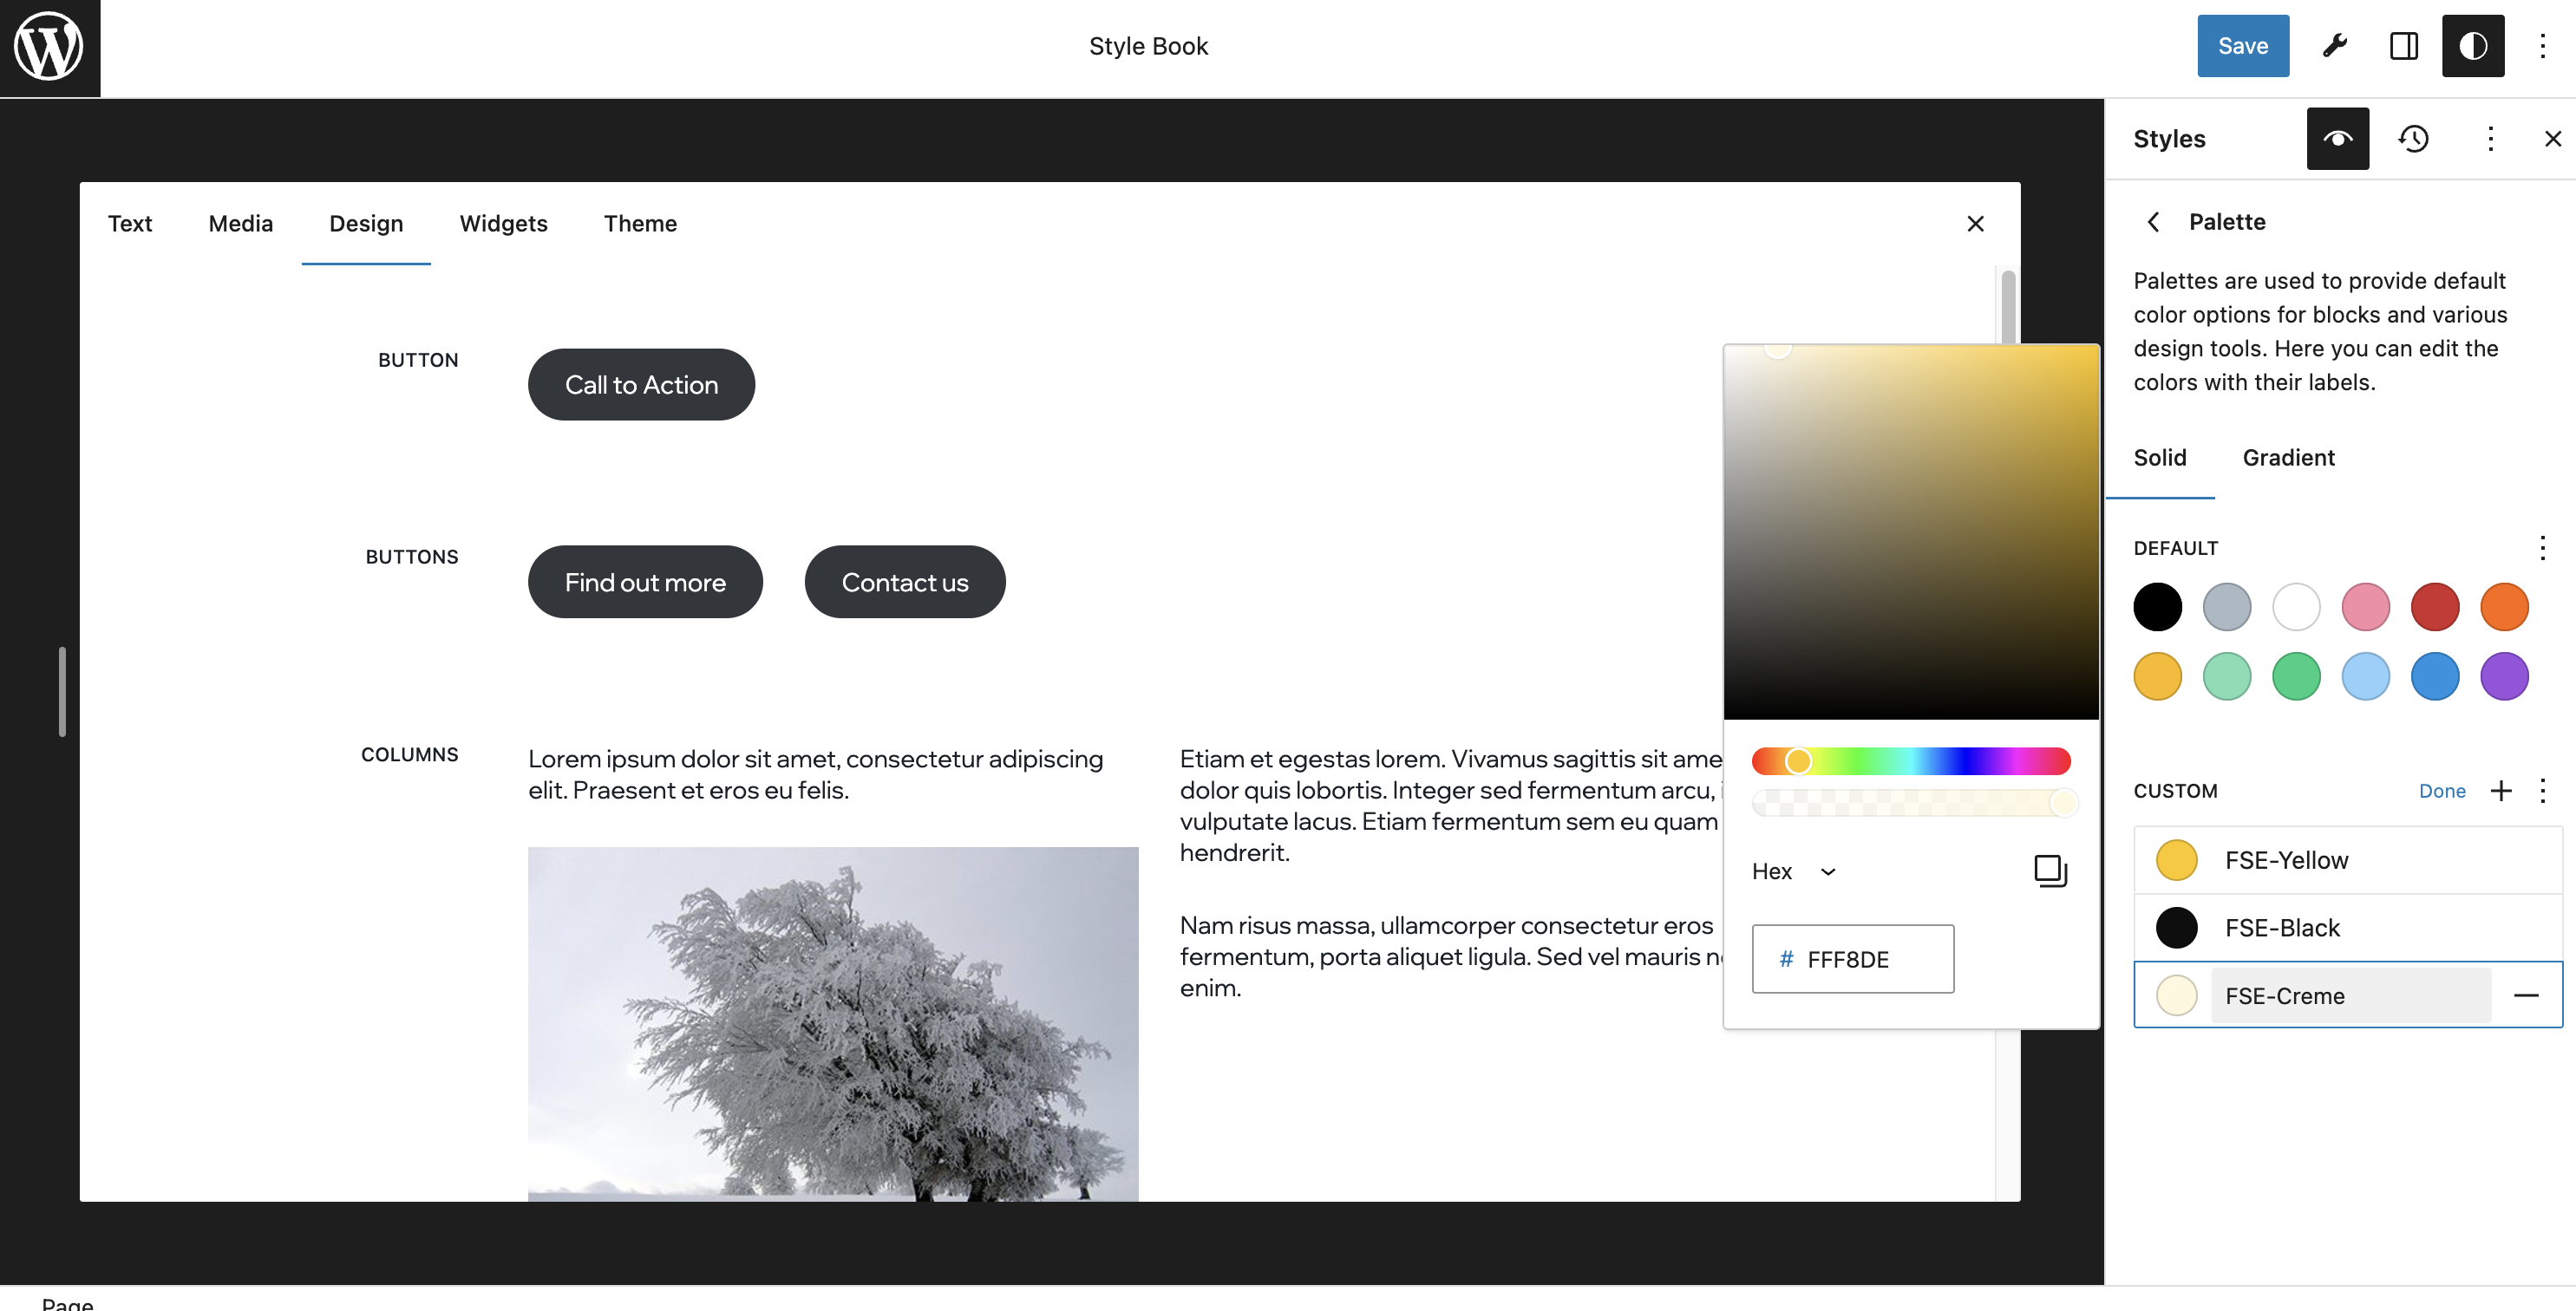 Style Book
Save
Styles
Text
Media
Design
Widgets
Theme
BUTTON
Call to Action
BUTTONS
Find out more
Contact us
COLUMNS
Lorem ipsum dolor sit amet, consectetur adipiscing
elit. Praesent et eros eu felis.
Etiam et egestas lorem. Vivamus sagittis sit ame
dolor quis lobortis. Integer sed fermentum arcu,
vulputate lacus. Etiam fermentum sem eu quam
hendrerit.
Nam risus massa, ullamcorper consectetur eros
fermentum, porta aliquet ligula. Sed vel mauris
enim.
Hex
# FFF8DE
Palette
Palettes are used to provide default
color options for blocks and various
design tools. Here you can edit the
colors with their labels.
Solid
Gradient
DEFAULT
CUSTOM
Done
FSE-Yellow
FSE-Black
FSE-Creme
Page